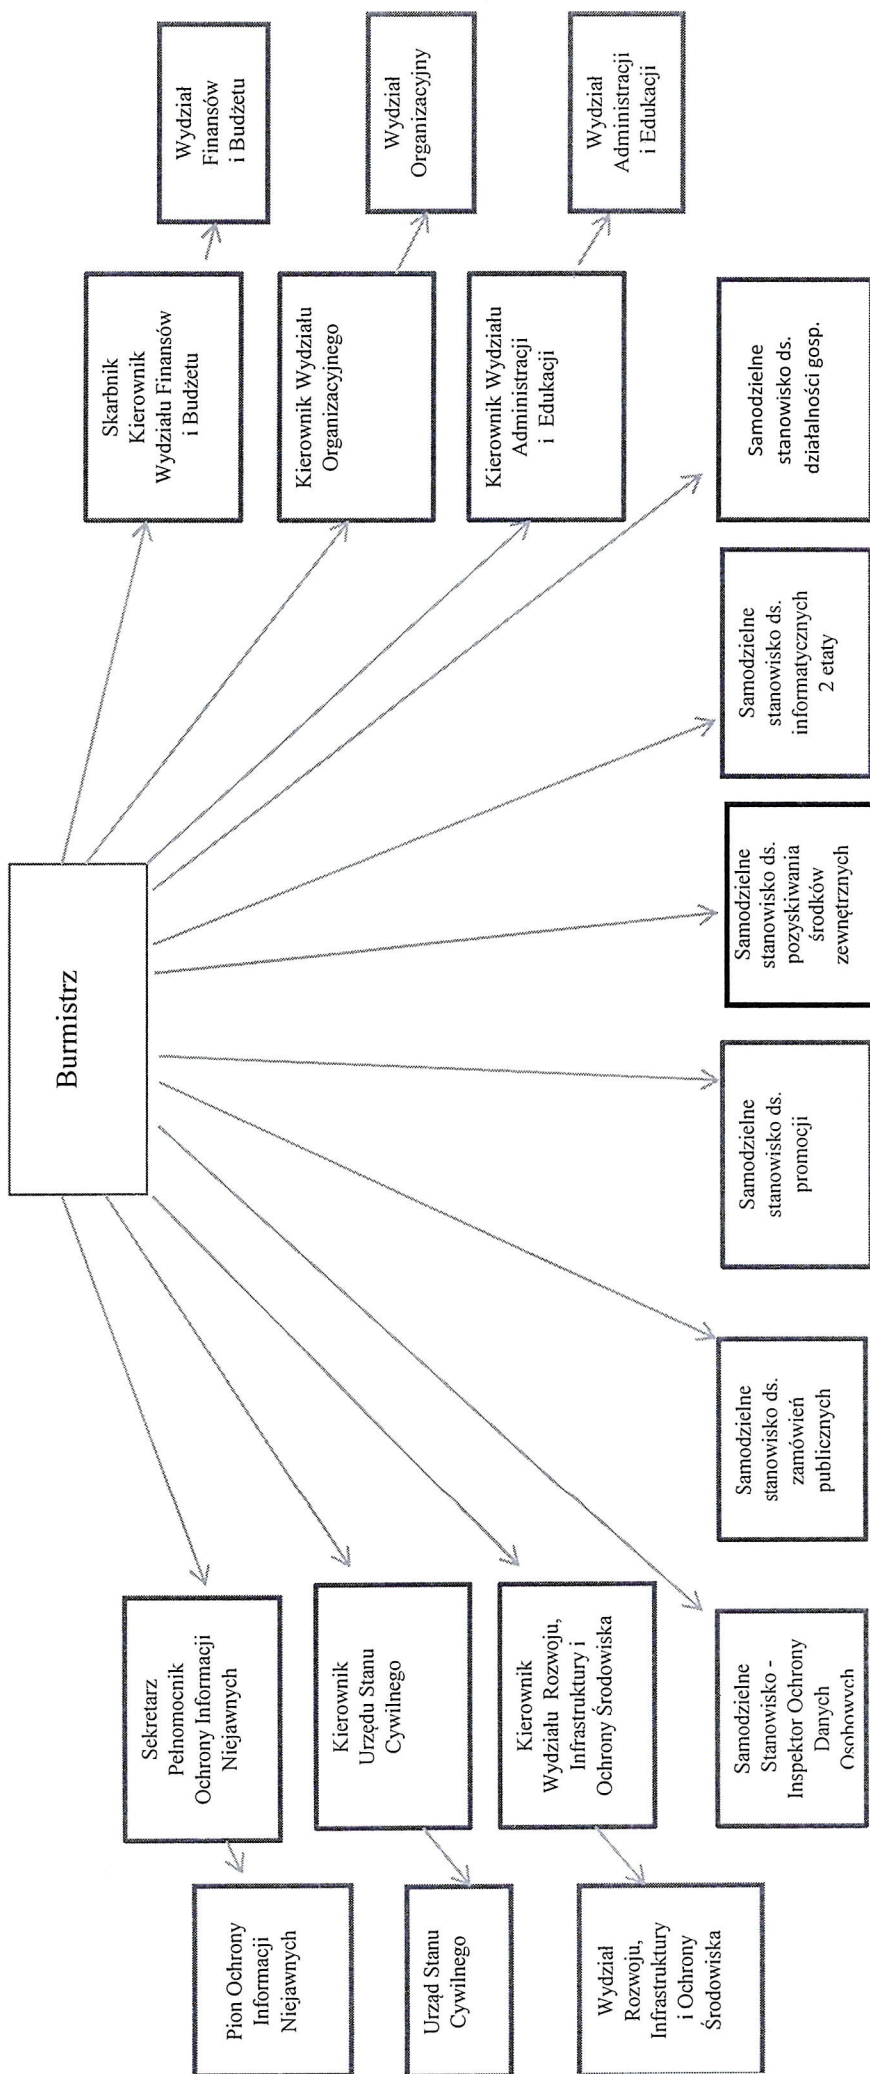 Burmistrz
Sekretarz
Pełnomocnik
Ochrony Informacji
Niejawnych
Pion Ochrony
Informacji
Niejawnych
Kierownik
Urzędu Stanu
Cywilnego
Urząd Stanu
Cywilnego
Kierownik
Wydziału Rozwoju,
Infrastruktury i
Ochrony Środowiska
Wydział
Rozwoju,
Infrastruktury
i Ochrony
Środowiska
Skarbnik
Kierownik
Wydziału Finansów
i Budżetu
Wydział
Finansów
i Budżetu
Kierownik Wydziału
Organizacyjnego
Wydział
Organizacyjny
Kierownik Wydziału
Administracji
i Edukacji
Wydział
Administracji
i Edukacji
Samodzielne
Stanowisko -
Inspektor Ochrony
Danych
Osobowych
Samodzielne
stanowisko ds.
zamówień
publicznych
Samodzielne
stanowisko ds.
promocji
Samodzielne
stanowisko ds.
pozyskiwania
środków
zewnętrznych
Samodzielne
stanowisko ds.
informatycznych
2 etaty
Samodzielne
stanowisko ds.
działalności gosp.